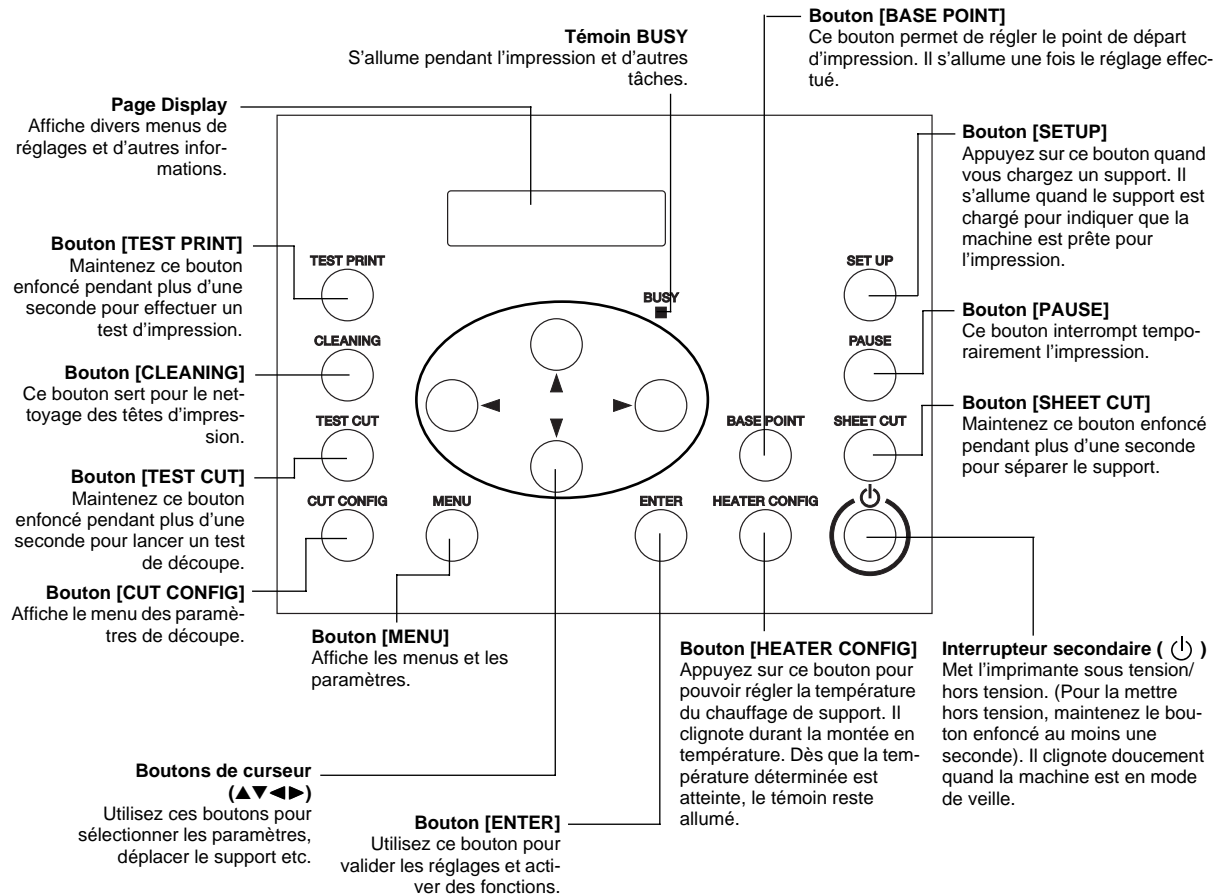 Bouton [BASE POINT]
Ce bouton permet de régler le point de départ
d’impression. Il s’allume une fois le réglage effec-
tué.
Témoin BUSY
S’allume pendant l’impression et d’autres
tâches.
Page Display
Affiche divers menus de
réglages et d’autres infor-
mations.
Bouton [SETUP]
Appuyez sur ce bouton quand
vous chargez un support. Il
s’allume quand le support est
chargé pour indiquer que la
machine est prête pour
l’impression.
Bouton [TEST PRINT]
Maintenez ce bouton
enfoncé pendant plus d’une
seconde pour effectuer un
test d’impression.
Bouton [CLEANING]
Ce bouton sert pour le net-
toyage des têtes d’impres-
sion.
Bouton [TEST CUT]
Maintenez ce bouton
enfoncé pendant plus d’une
seconde pour lancer un test
de découpe.
Bouton [CUT CONFIG]
Affiche le menu des paramè-
tres de découpe.
TEST PRINT
CLEANING
TEST CUT
CUT CONFIG
MENU
BUSY
▲
◄ ►
▼
BASE POINT
ENTER
HEATER CONFIG
SET UP
PAUSE
SHEET CUT
Bouton [PAUSE]
Ce bouton interrompt tempo-
rairement l’impression.
Bouton [SHEET CUT]
Maintenez ce bouton enfoncé
pendant plus d’une seconde
pour séparer le support.
Bouton [MENU]
Affiche les menus et les
paramètres.
Boutons de curseur
(▲▼◄►)
Utilisez ces boutons pour
sélectionner les paramètres,
déplacer le support etc.
Bouton [ENTER]
Utilisez ce bouton pour
valider les réglages et acti-
ver des fonctions.
Bouton [HEATER CONFIG]
Appuyez sur ce bouton pour
pouvoir régler la température
du chauffage de support. Il
clignote durant la montée en
température. Dès que la tem-
pérature déterminée est
atteinte, le témoin reste
allumé.
Interrupteur secondaire ( ⏻ )
Met l’imprimante sous tension/
hors tension. (Pour la mettre
hors tension, maintenez le bou-
ton enfoncé au moins une
seconde). Il clignote doucement
quand la machine est en mode
de veille.